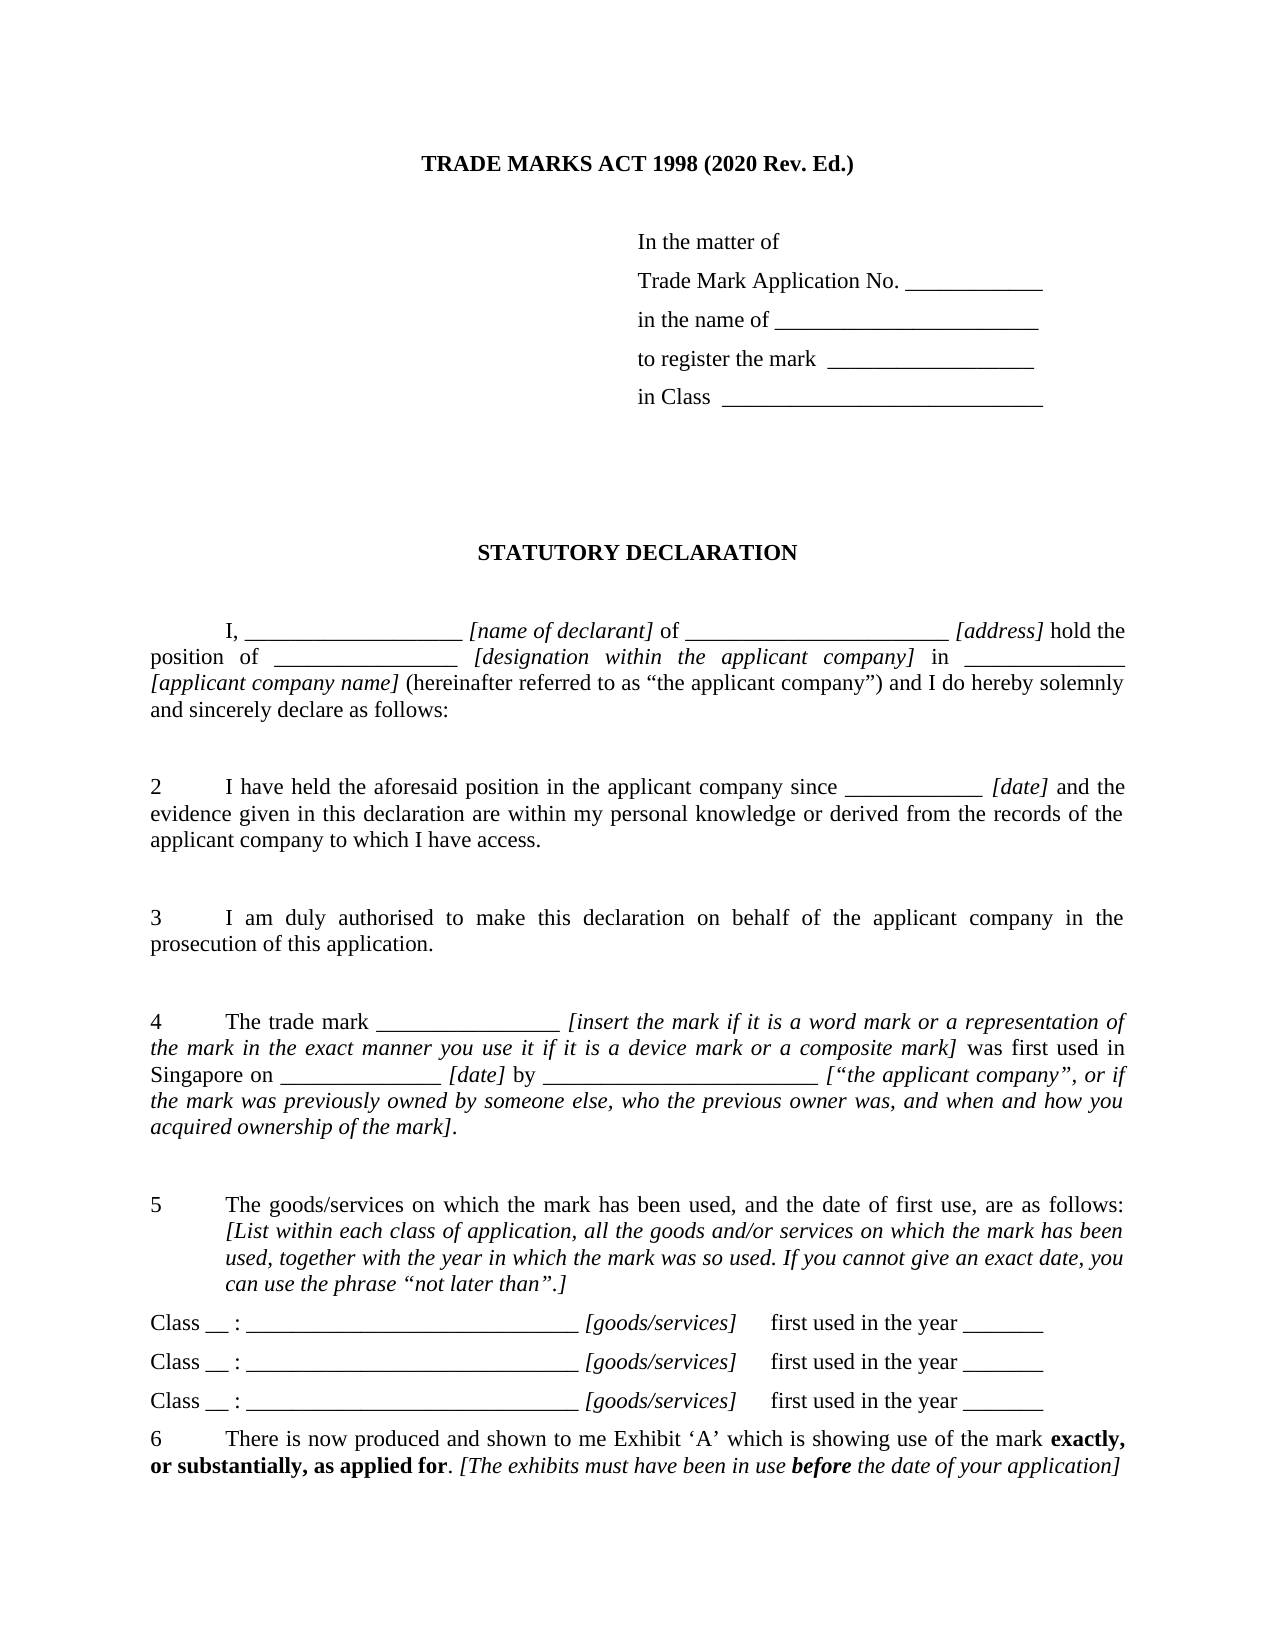 TRADE MARKS ACT 1998 (2020 Rev. Ed.)
In the matter of
Trade Mark Application No. ____________
in the name of _______________________
to register the mark __________________
in Class ____________________________
STATUTORY DECLARATION
I, ___________________ [name of declarant] of _______________________ [address] hold the
position of ________________ [designation within the applicant company] in ______________
[applicant company name] (hereinafter referred to as “the applicant company”) and I do hereby solemnly
and sincerely declare as follows:
2 I have held the aforesaid position in the applicant company since ____________ [date] and the
evidence given in this declaration are within my personal knowledge or derived from the records of the
applicant company to which I have access.
3 I am duly authorised to make this declaration on behalf of the applicant company in the
prosecution of this application.
4 The trade mark ________________ [insert the mark if it is a word mark or a representation of
the mark in the exact manner you use it if it is a device mark or a composite mark] was first used in
Singapore on ______________ [date] by ________________________ [“the applicant company”, or if
the mark was previously owned by someone else, who the previous owner was, and when and how you
acquired ownership of the mark].
5 The goods/services on which the mark has been used, and the date of first use, are as follows:
[List within each class of application, all the goods and/or services on which the mark has been
used, together with the year in which the mark was so used. If you cannot give an exact date, you
can use the phrase “not later than”.]
Class __ : _____________________________ [goods/services] first used in the year _______
Class __ : _____________________________ [goods/services] first used in the year _______
Class __ : _____________________________ [goods/services] first used in the year _______
6 There is now produced and shown to me Exhibit ‘A’ which is showing use of the mark exactly,
or substantially, as applied for. [The exhibits must have been in use before the date of your application]